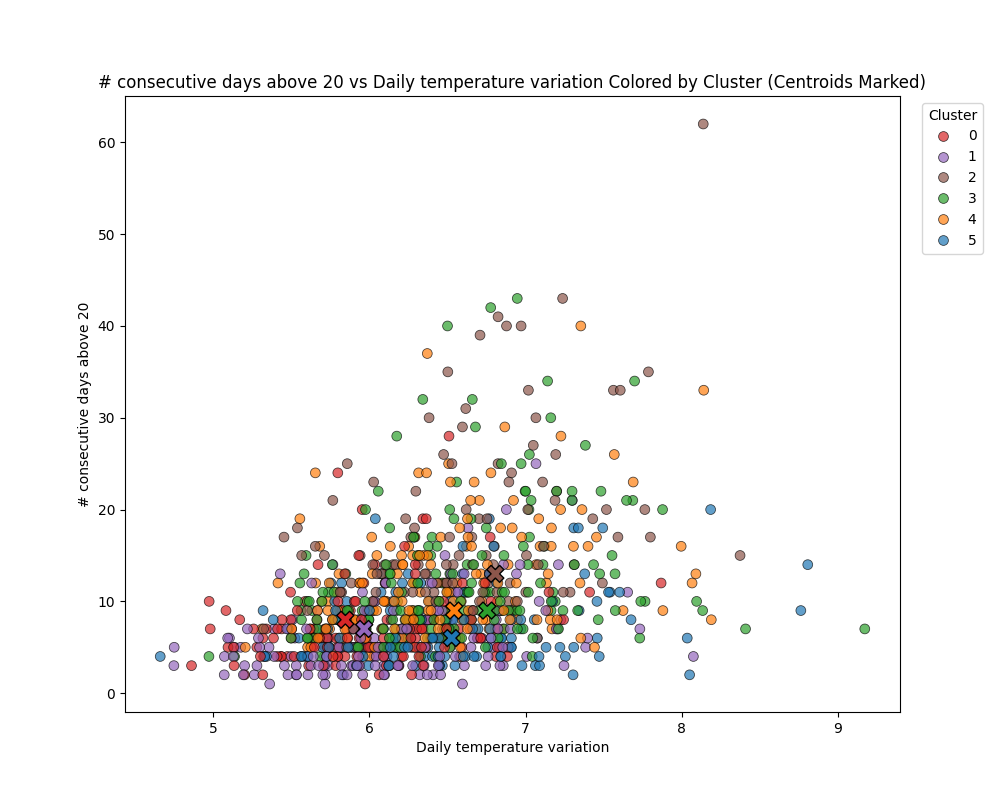 # consecutive days above 20 vs Daily temperature variation Colored by Cluster (Centroids Marked)
Cluster
0
1
2
3
4
5
# consecutive days above 20
60
50
40
30
20
10
0
5 6 7 8 9
Daily temperature variation